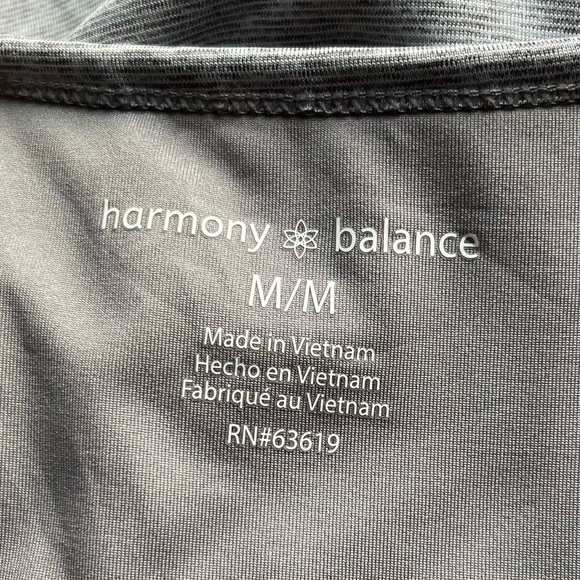 harmony balance
M/M
Made in Vietnam
Hecho en Vietnam
Fabriqué au Vietnam
RN#63619